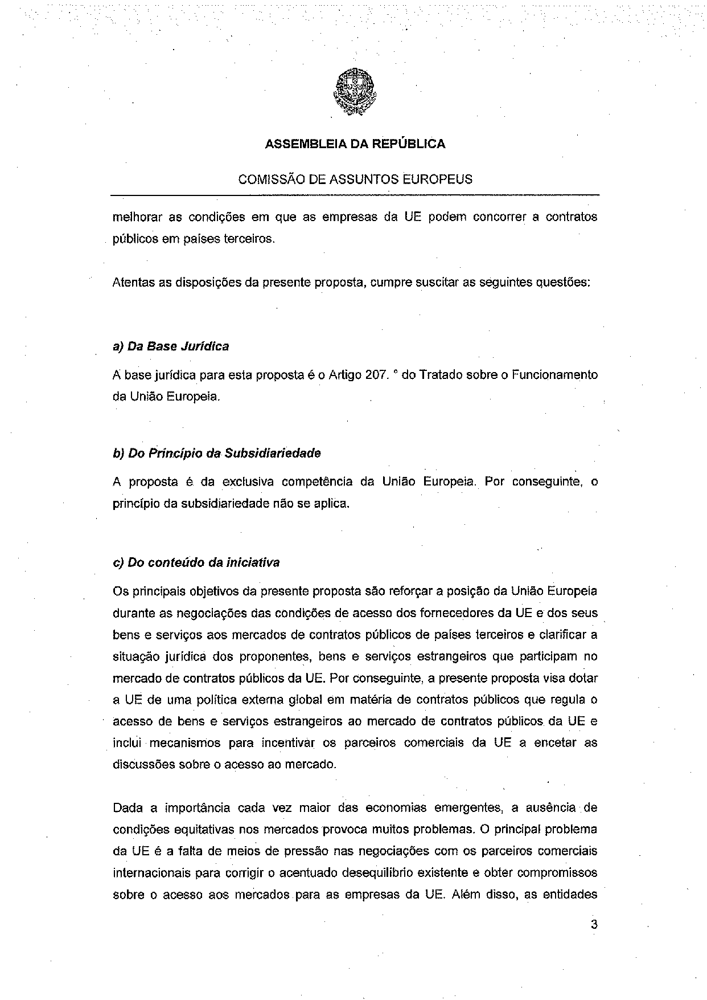 ASSEMBLEIA DA REPÚBLICA
COMISSÃO DE ASSUNTOS EUROPEUS
melhorar as condições em que as empresas da UE podem concorrer a contratos
públicos em países terceiros.
Atentas as disposições da presente proposta, cumpre suscitar as seguintes questões:
a) Da Base Jurídica
A base jurídica para esta proposta é o Artigo 207. º do Tratado sobre o Funcionamento
da União Europeia.
b) Do Princípio da Subsidiariedade
A proposta é da exclusiva competência da União Europeia. Por conseguinte, o
princípio da subsidiariedade não se aplica.
c) Do conteúdo da iniciativa
Os principais objetivos da presente proposta são reforçar a posição da União Europeia
durante as negociações das condições de acesso dos fornecedores da UE e dos seus
bens e serviços aos mercados de contratos públicos de países terceiros e clarificar a
situação jurídica dos proponentes, bens e serviços estrangeiros que participam no
mercado de contratos públicos da UE. Por conseguinte, a presente proposta visa dotar
a UE de uma política externa global em matéria de contratos públicos que regula o
acesso de bens e serviços estrangeiros ao mercado de contratos públicos da UE e
inclui mecanismos para incentivar os parceiros comerciais da UE a encetar as
discussões sobre o acesso ao mercado.
Dada a importância cada vez maior das economias emergentes, a ausência de
condições equitativas nos mercados provoca muitos problemas. O principal problema
da UE é a falta de meios de pressão nas negociações com os parceiros comerciais
internacionais para corrigir o acentuado desequilibrio existente e obter compromissos
sobre o acesso aos mercados para as empresas da UE. Além disso, as entidades
3